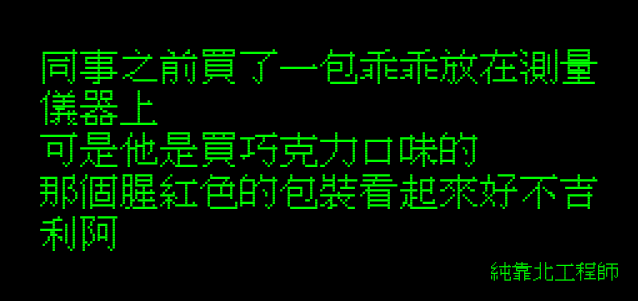 同事之前買了一包乖乖放在測量
儀器上
可是他是買巧克力口味的
那個腥紅色的包裝看起來好不吉
利阿
純靠北工程師